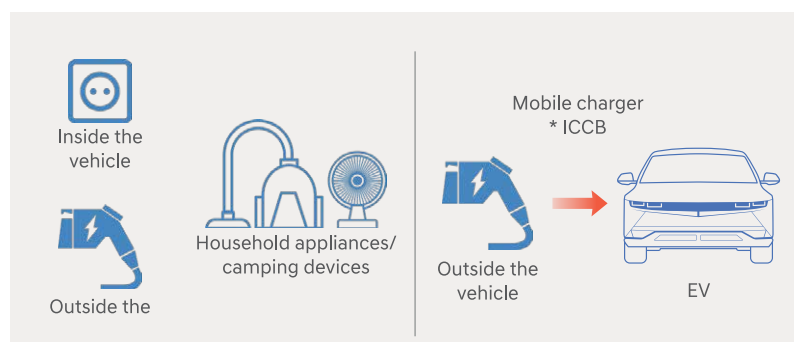 Inside the
vehicle
Outside the
Household appliances/
camping devices
Mobile charger
* ICCB
Outside the
vehicle
EV